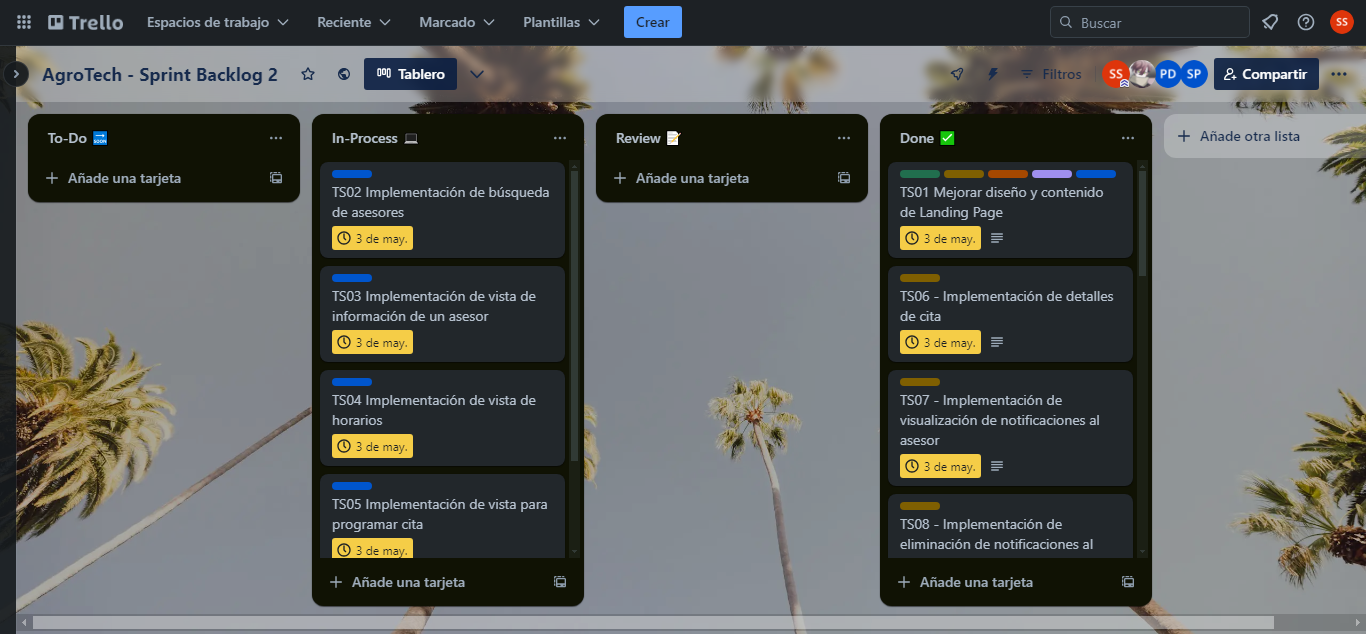 Trello
Espacios de trabajo
Reciente
Marcado
Plantillas
Crear
Buscar
SS
AgroTech - Sprint Backlog 2
Tablero
Filtros
SS
PD
SP
Compartir
To-Do
Añade una tarjeta
In-Process
TS02 Implementación de búsqueda
de asesores
3 de may.
TS03 Implementación de vista de
información de un asesor
3 de may.
TS04 Implementación de vista de
horarios
3 de may.
TS05 Implementación de vista para
programar cita
3 de may.
Añade una tarjeta
Review
Añade una tarjeta
Done
TS01 Mejorar diseño y contenido
de Landing Page
3 de may.
TS06 - Implementación de detalles
de cita
3 de may.
TS07 - Implementación de
visualización de notificaciones al
asesor
3 de may.
TS08 - Implementación de
eliminación de notificaciones al
Añade una tarjeta
Añade otra lista